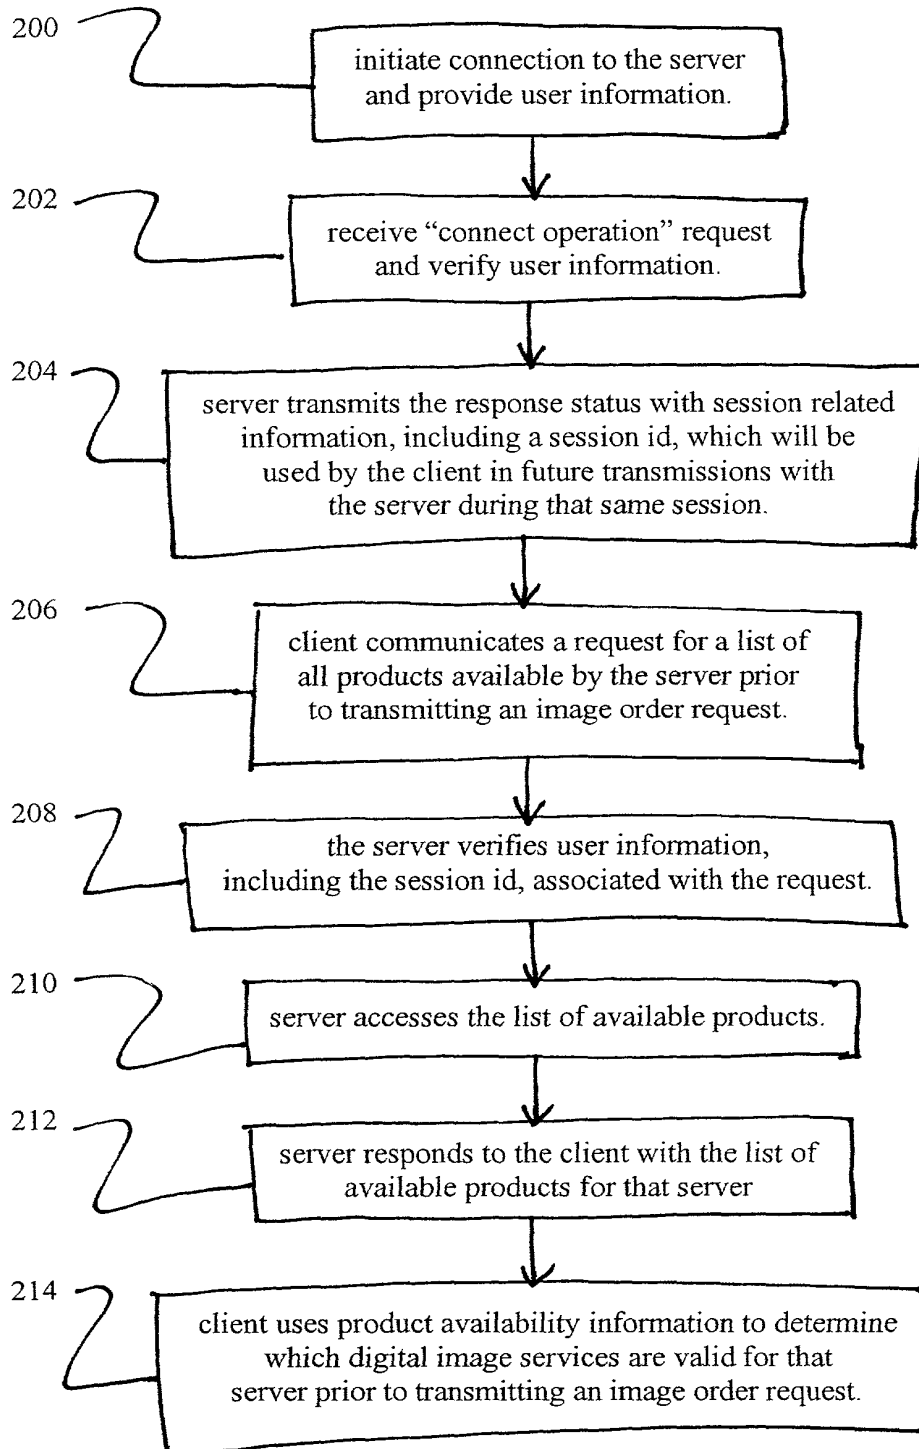 200
initiate connection to the server
and provide user information.
202
receive “connect operation” request
and verify user information.
204
server transmits the response status with session related
information, including a session id, which will be
used by the client in future transmissions with
the server during that same session.
206
client communicates a request for a list of
all products available by the server prior
to transmitting an image order request.
208
the server verifies user information,
including the session id, associated with the request.
210
server accesses the list of available products.
212
server responds to the client with the list of
available products for that server
214
client uses product availability information to determine
which digital image services are valid for that
server prior to transmitting an image order request.